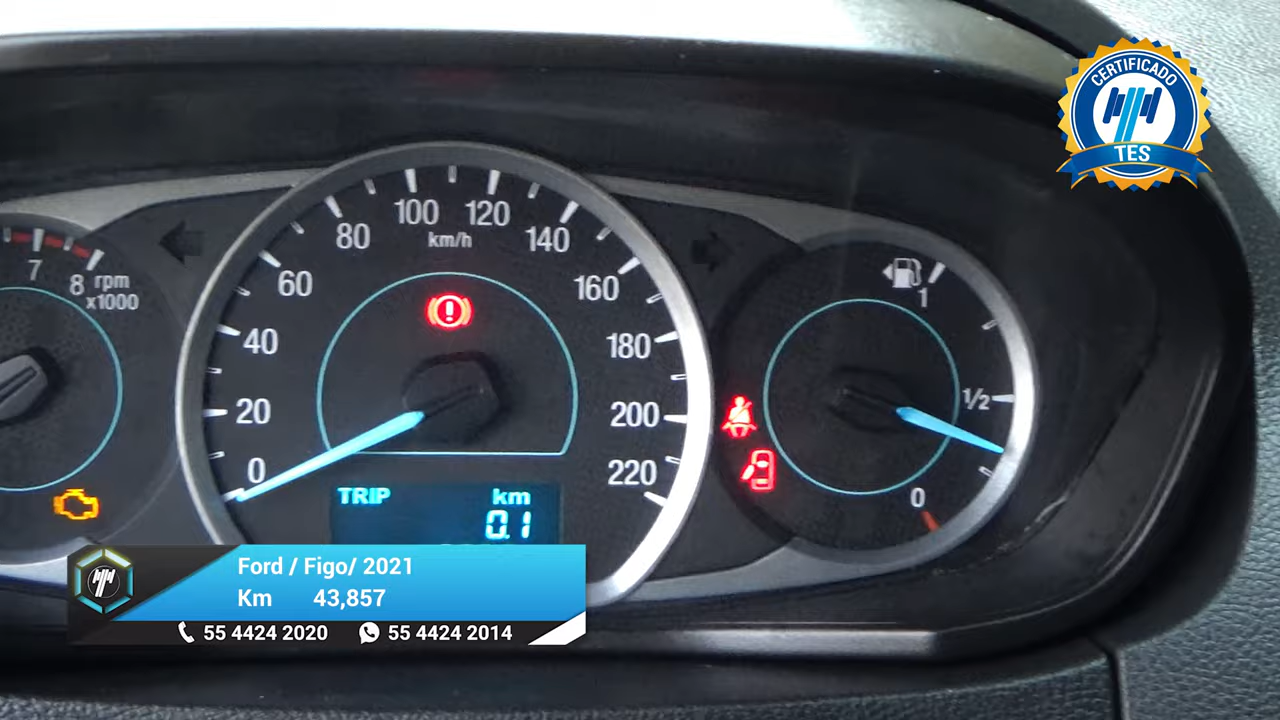 CERTIFICADO
TES
80
100
120
140
km/h
60
160
40
180
20
200
0
220
7
8
rpm
x1000
1
1/2
0
TRIP km
0.1
Ford / Figo/ 2021
Km 43,857
55 4424 2020 55 4424 2014